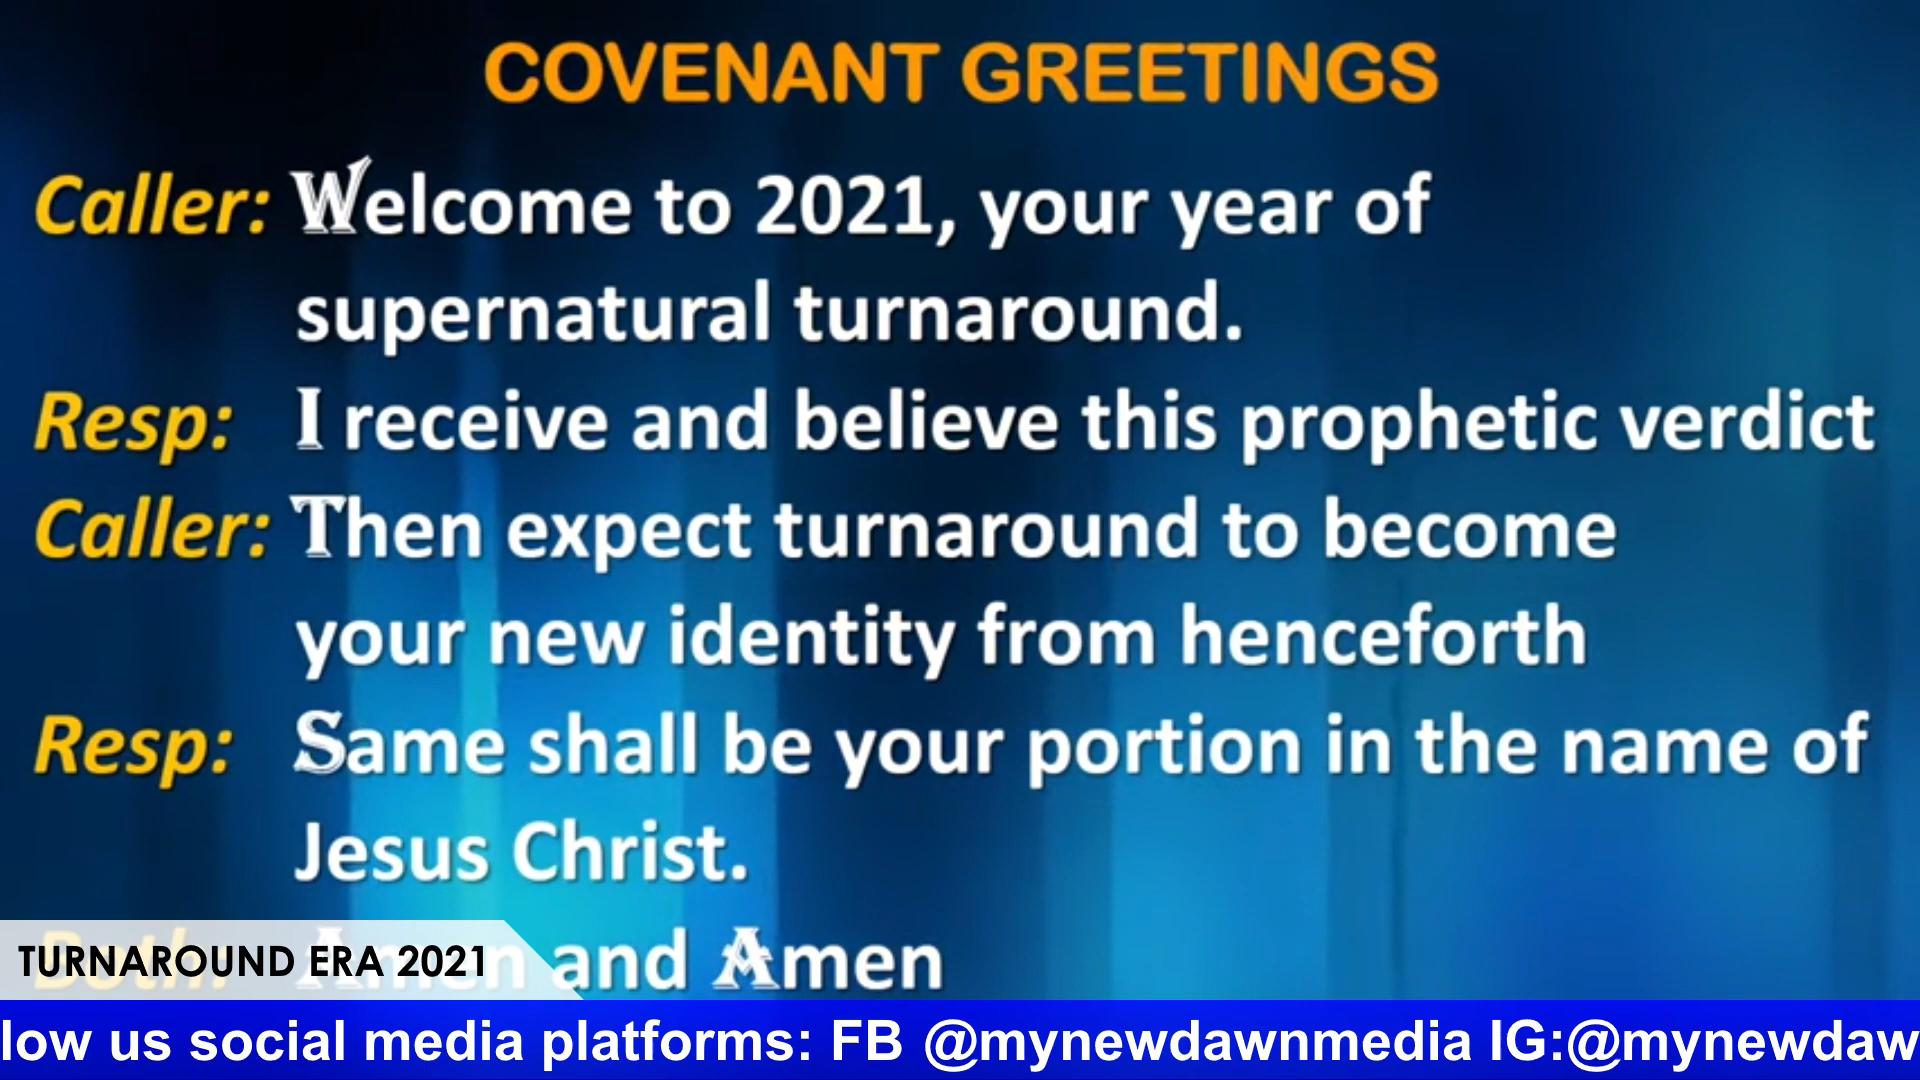 COVENANT GREETINGS
Caller: Welcome to 2021, your year of
supernatural turnaround.
Resp: I receive and believe this prophetic verdict
Caller: Then expect turnaround to become
your new identity from henceforth
Resp: Same shall be your portion in the name of
Jesus Christ.
Both: Amen and Amen
TURNAROUND ERA 2021
low us social media platforms: FB @mynewdawnmedia IG:@mynewdaw